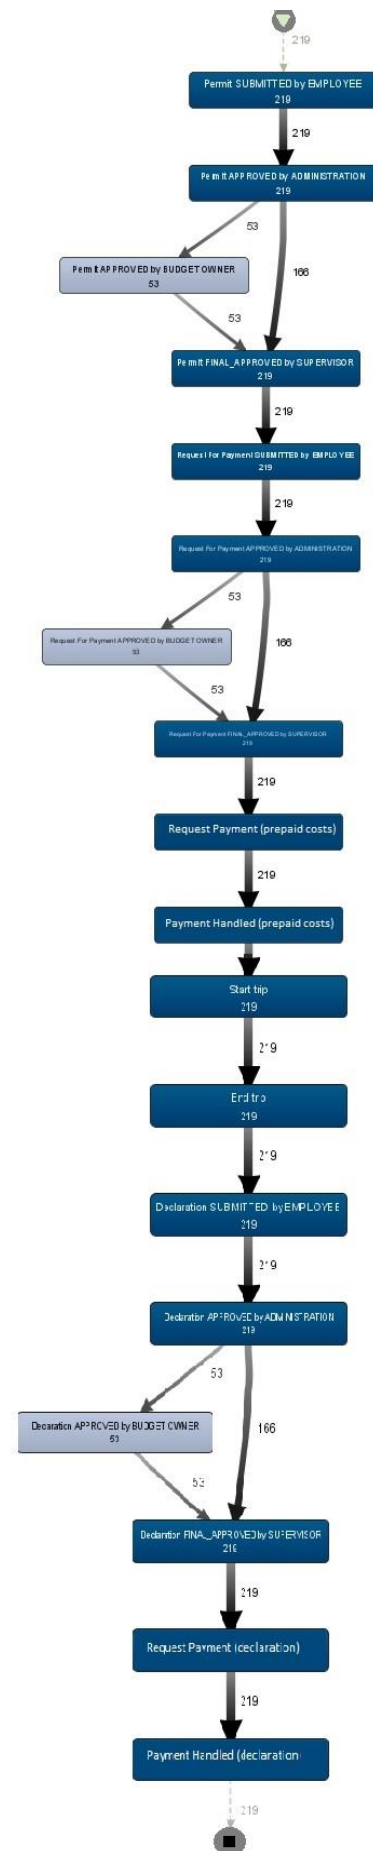 219
Permit SUBMITTED by EMPLOYEE
219
219
Permit APPROVED by ADMINISTRATION
219
53
Permit APPROVED by BUDGET OWNER
53
166
53
Permit FINAL_APPROVED by SUPERVISOR
219
219
Request For Payment SUBMITTED by EMPLOYEE
219
219
Request For Payment APPROVED by ADMINISTRATION
219
53
Request For Payment APPROVED by BUDGET OWNER
53
166
53
Request For Payment FINAL_APPROVED by SUPERVISOR
219
219
Request Payment (prepaid costs)
219
Payment Handled (prepaid costs)
Start trip
219
219
End trip
219
219
Declaration SUBMITTED by EMPLOYEE
219
219
Declaration APPROVED by ADMINISTRATION
219
53
Declaration APPROVED by BUDGET OWNER
53
166
53
Declaration FINAL_APPROVED by SUPERVISOR
219
219
Request Payment (declaration)
219
Payment Handled (declaration)
219